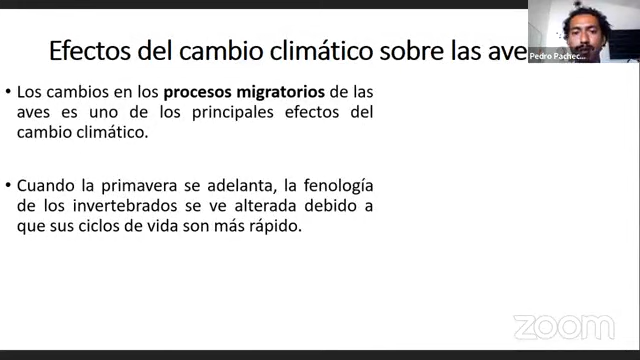 Efectos del cambio climático sobre las ave
Pedro Pachec...
• Los cambios en los procesos migratorios de las
aves es uno de los principales efectos del
cambio climático.
• Cuando la primavera se adelanta, la fenología
de los invertebrados se ve alterada debido a
que sus ciclos de vida son más rápido.
zoom